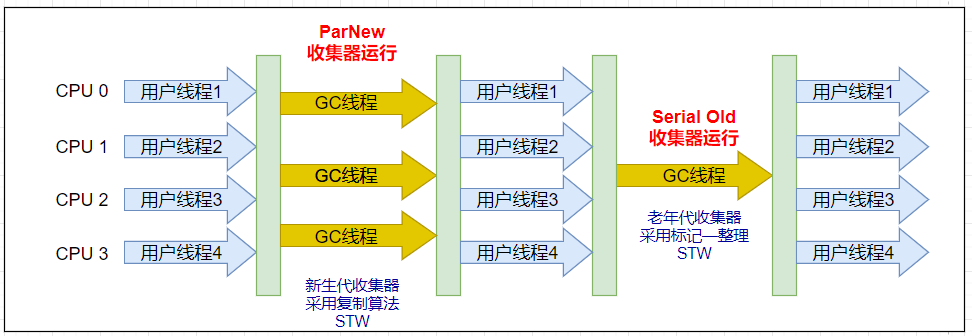 ParNew
收集器运行
CPU 0
用户线程1
GC线程
用户线程1
Serial Old
收集器运行
用户线程1
CPU 1
用户线程2
GC线程
用户线程2
GC线程
用户线程2
CPU 2
用户线程3
GC线程
用户线程3
老年代收集器
采用标记—整理
STW
用户线程3
CPU 3
用户线程4
用户线程4
用户线程4
新生代收集器
采用复制算法
STW